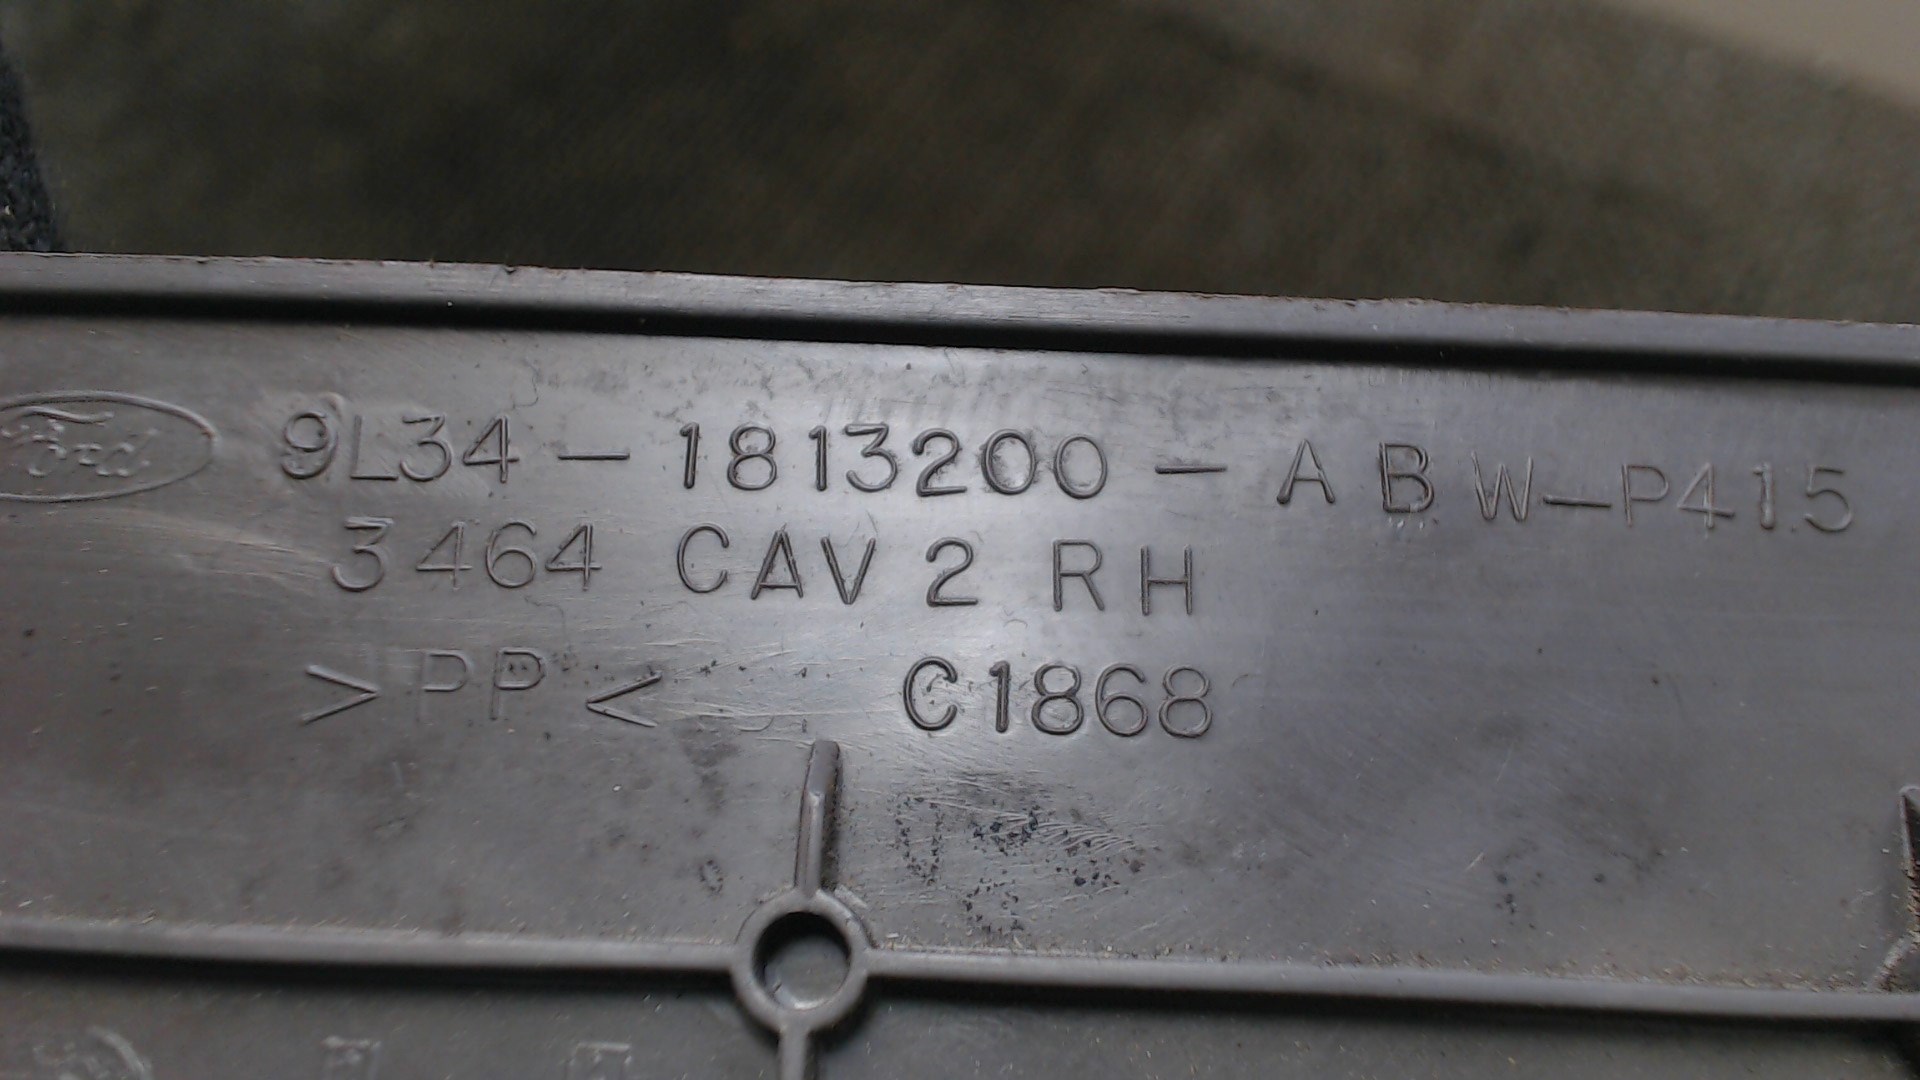 Ford 9L34-1813200-ABW-P415
3464 CAV 2 RH
>PP< C1868